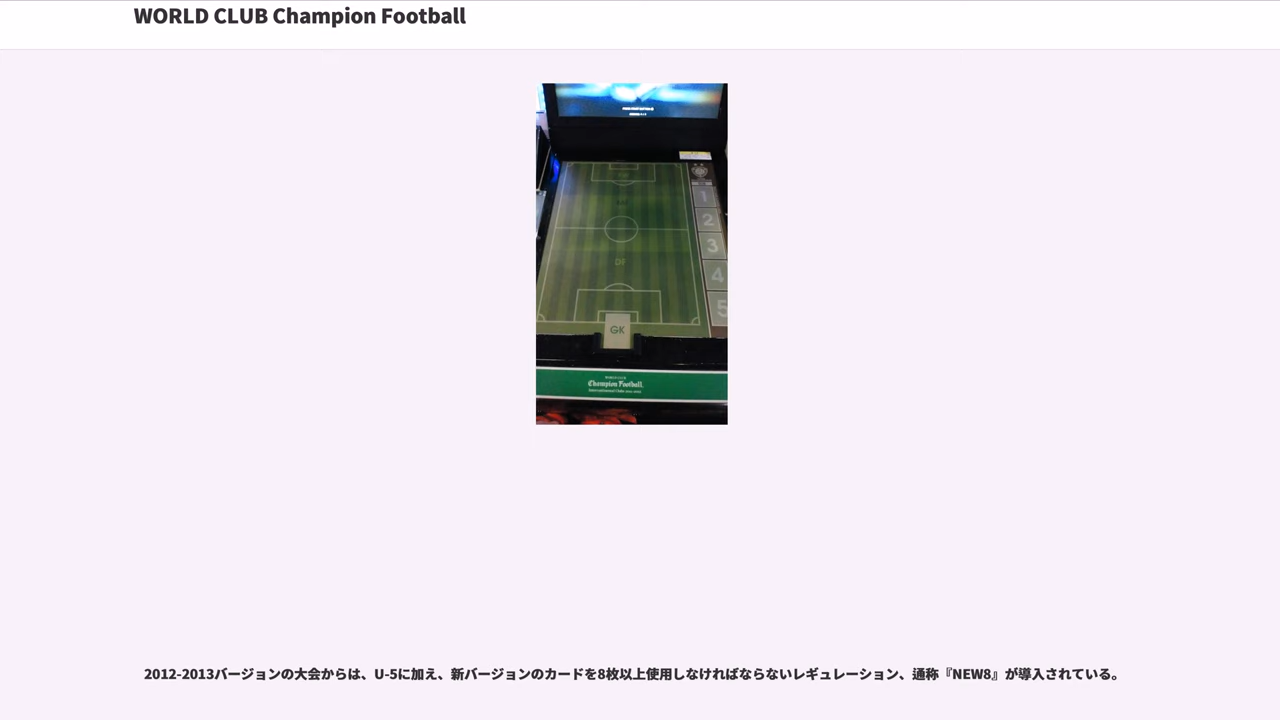 WORLD CLUB Champion Football
1
2
3
4
5
DF
GK
Champion Football
2012-2013バージョンの大会からは、U-5に加え、新バージョンのカードを8枚以上使用しなければならないレギュレーション、通称『NEW8』が導入されている。